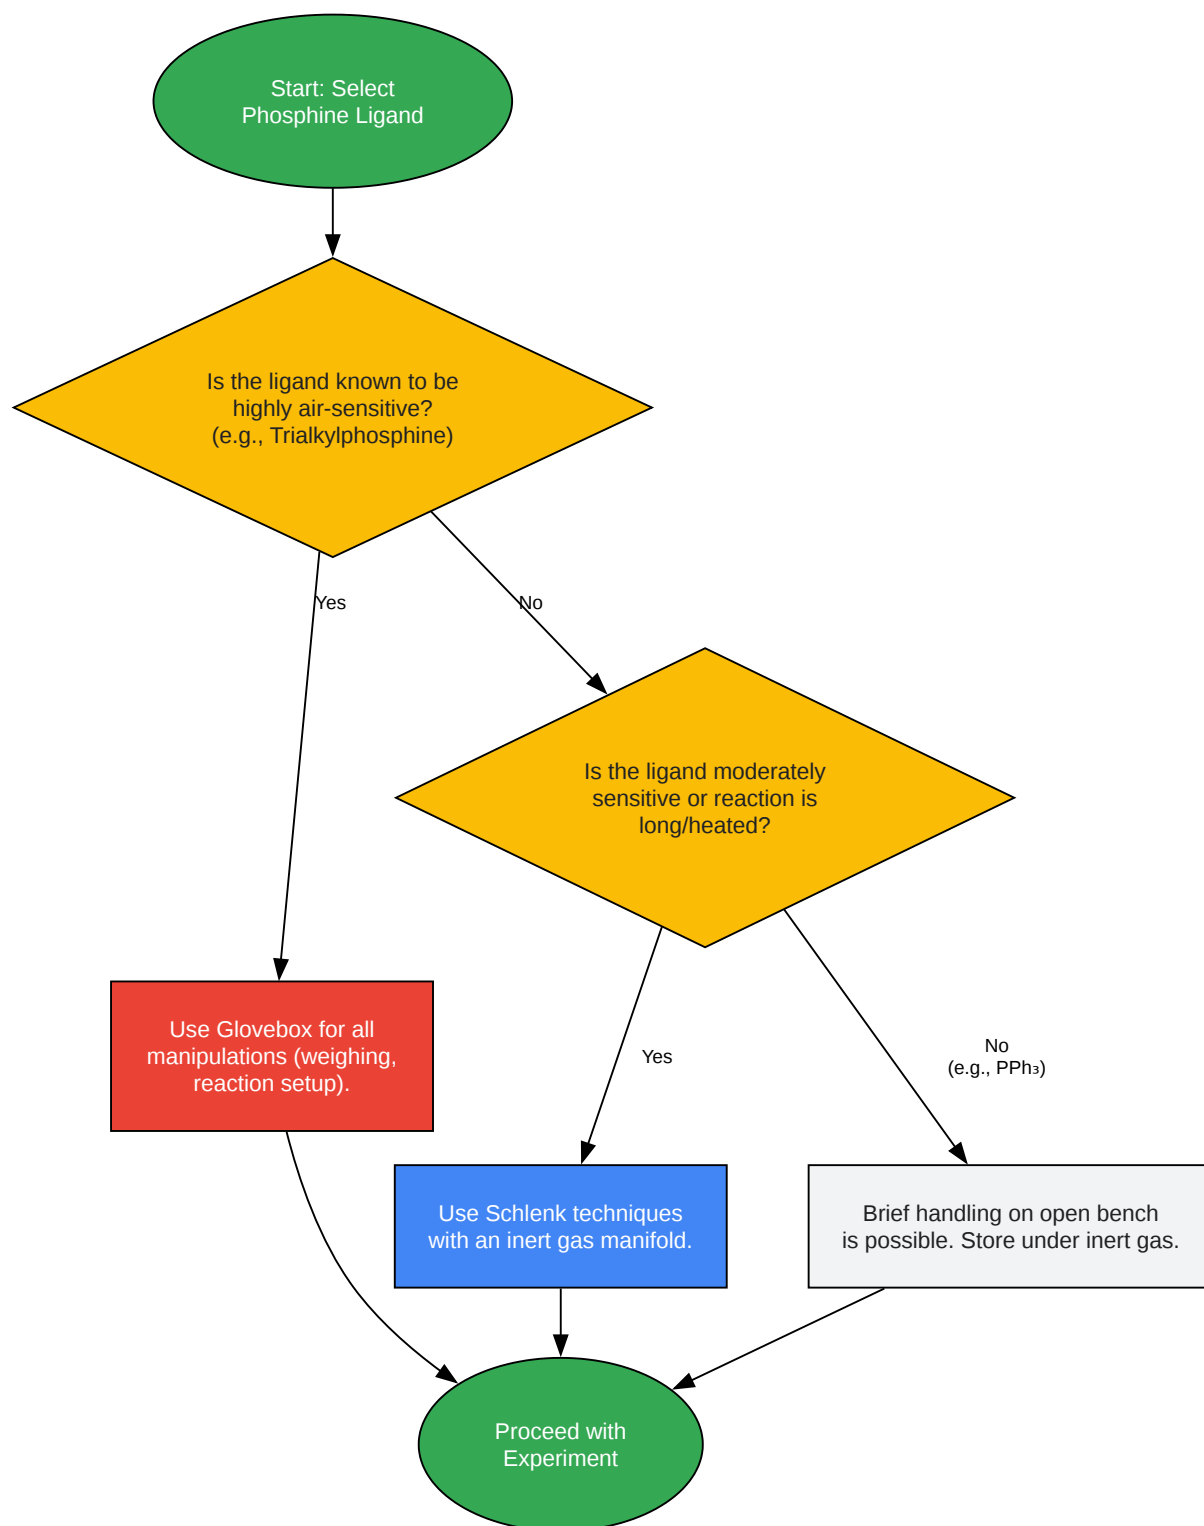 Start: Select
Phosphine Ligand
Is the ligand known to be
highly air-sensitive?
(e.g., Trialkylphosphine)
Yes
No
Is the ligand moderately
sensitive or reaction is
long/heated?
Use Glovebox for all
manipulations (weighing,
reaction setup).
Yes
No
(e.g., PPh₃)
Use Schlenk techniques
with an inert gas manifold.
Brief handling on open bench
is possible. Store under inert gas.
Proceed with
Experiment